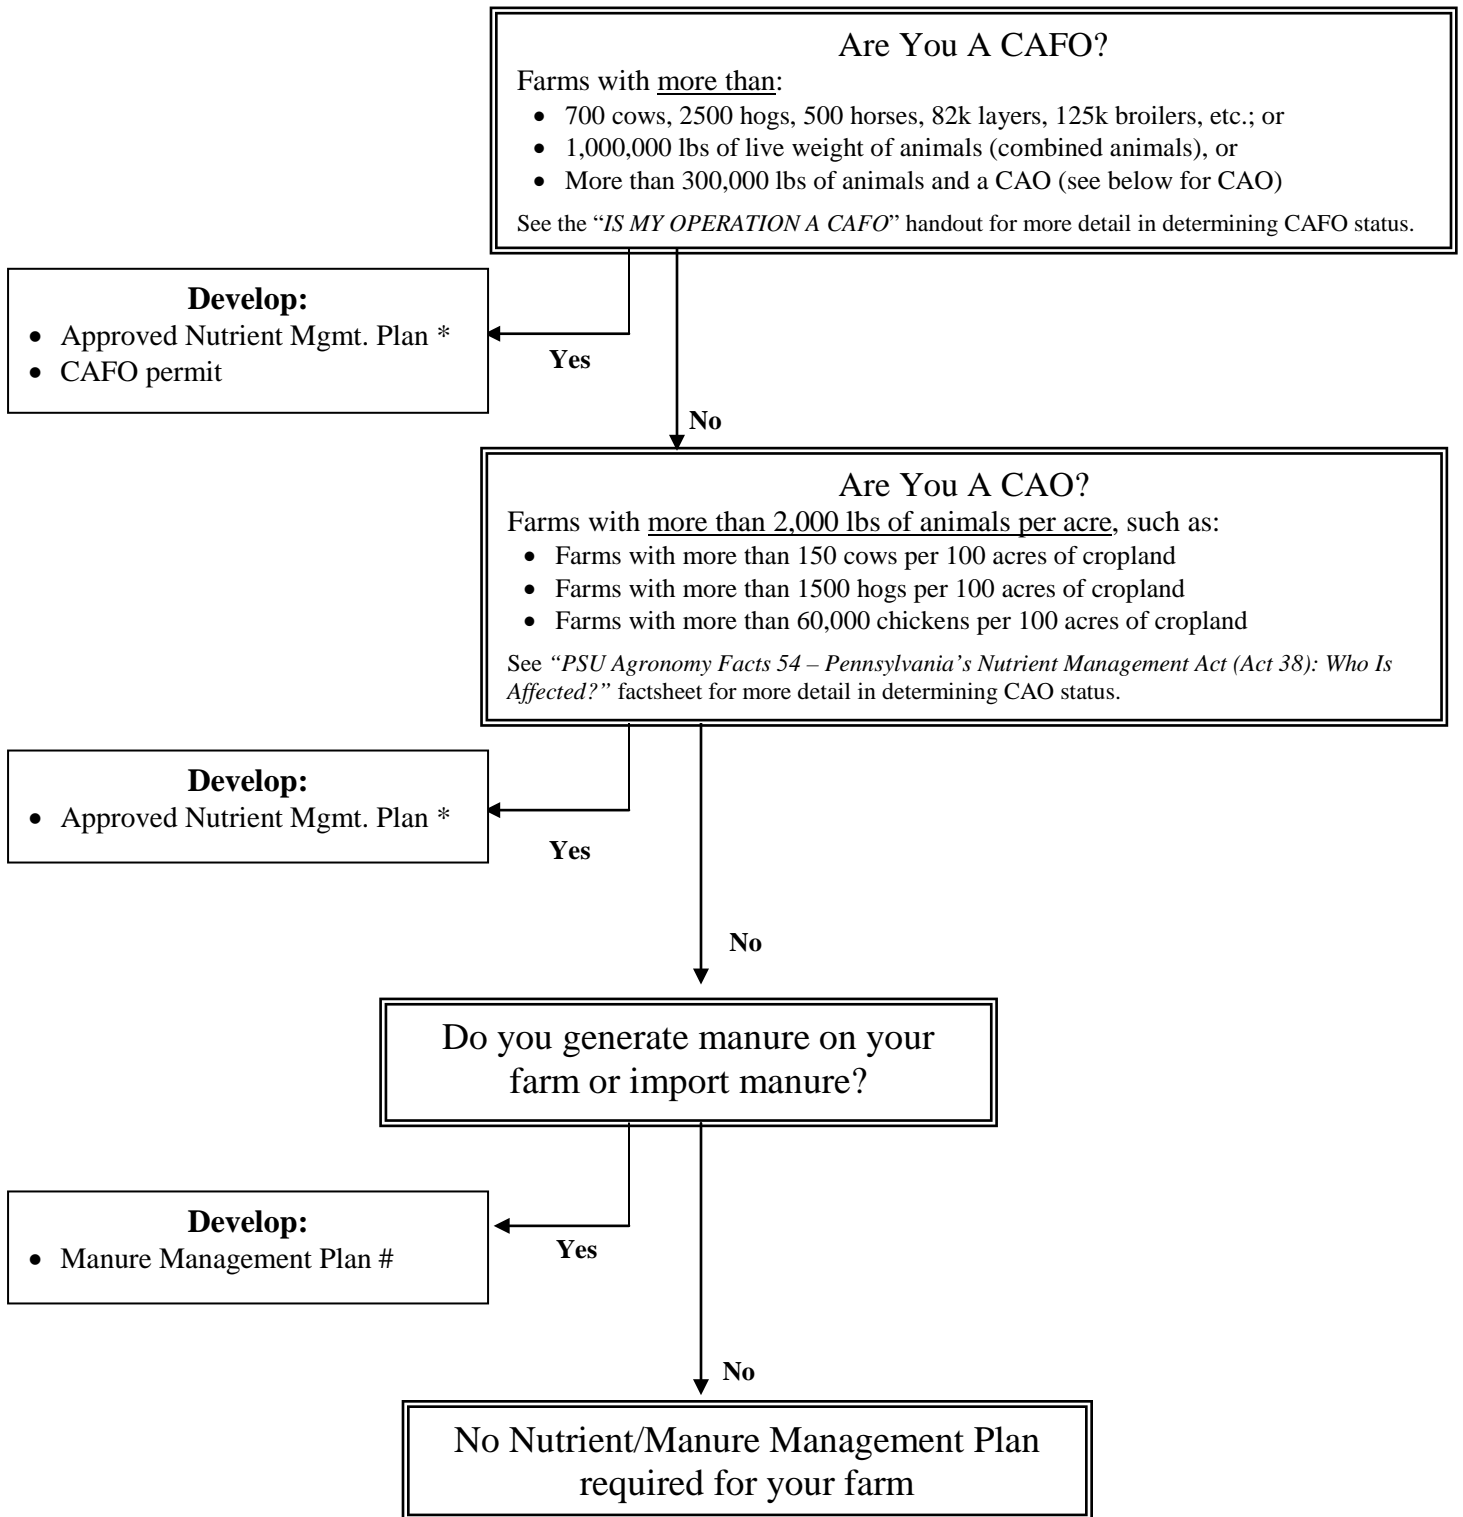 Are You A CAFO?
Farms with more than:
• 700 cows, 2500 hogs, 500 horses, 82k layers, 125k broilers, etc.; or
• 1,000,000 lbs of live weight of animals (combined animals), or
• More than 300,000 lbs of animals and a CAO (see below for CAO)
See the “IS MY OPERATION A CAFO” handout for more detail in determining CAFO status.
Develop:
• Approved Nutrient Mgmt. Plan *
• CAFO permit
Yes
No
Are You A CAO?
Farms with more than 2,000 lbs of animals per acre, such as:
• Farms with more than 150 cows per 100 acres of cropland
• Farms with more than 1500 hogs per 100 acres of cropland
• Farms with more than 60,000 chickens per 100 acres of cropland
See “PSU Agronomy Facts 54 – Pennsylvania’s Nutrient Management Act (Act 38): Who Is
Affected?” factsheet for more detail in determining CAO status.
Develop:
• Approved Nutrient Mgmt. Plan *
Yes
No
Do you generate manure on your
farm or import manure?
Develop:
• Manure Management Plan #
Yes
No
No Nutrient/Manure Management Plan
required for your farm